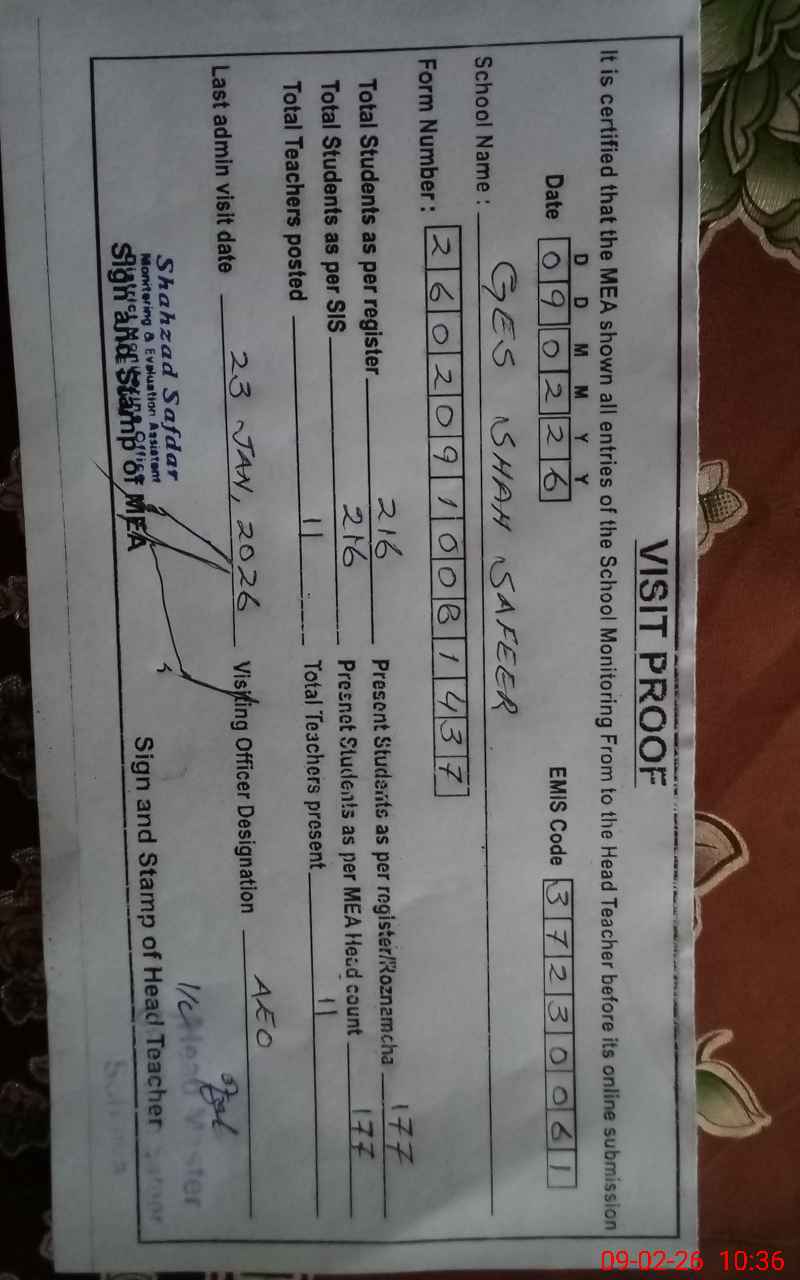 VISIT PROOF
It is certified that the MEA shown all entries of the School Monitoring From to the Head Teacher before its online submission
D D M M Y Y
Date 0 9 0 2 2 6 EMIS Code 3 7 2 3 0 0 6 1
School Name : GES SHAH SAFEER
Form Number : 2 6 0 2 0 9 1 0 0 B 1 4 3 7
Total Students as per register 216 Present Students as per register/Roznamcha 177
Total Students as per SIS 216 Presnet Students as per MEA Head count 177
Total Teachers posted 11 Total Teachers present 11
Last admin visit date 23 JAN, 2026 Visiting Officer Designation AEO
Shahzad Safdar
Monitoring & Evaluation Assistant
Sign and Stamp of MEA Sign and Stamp of Head Teacher
I/C Head Master
09-02-26 10:36